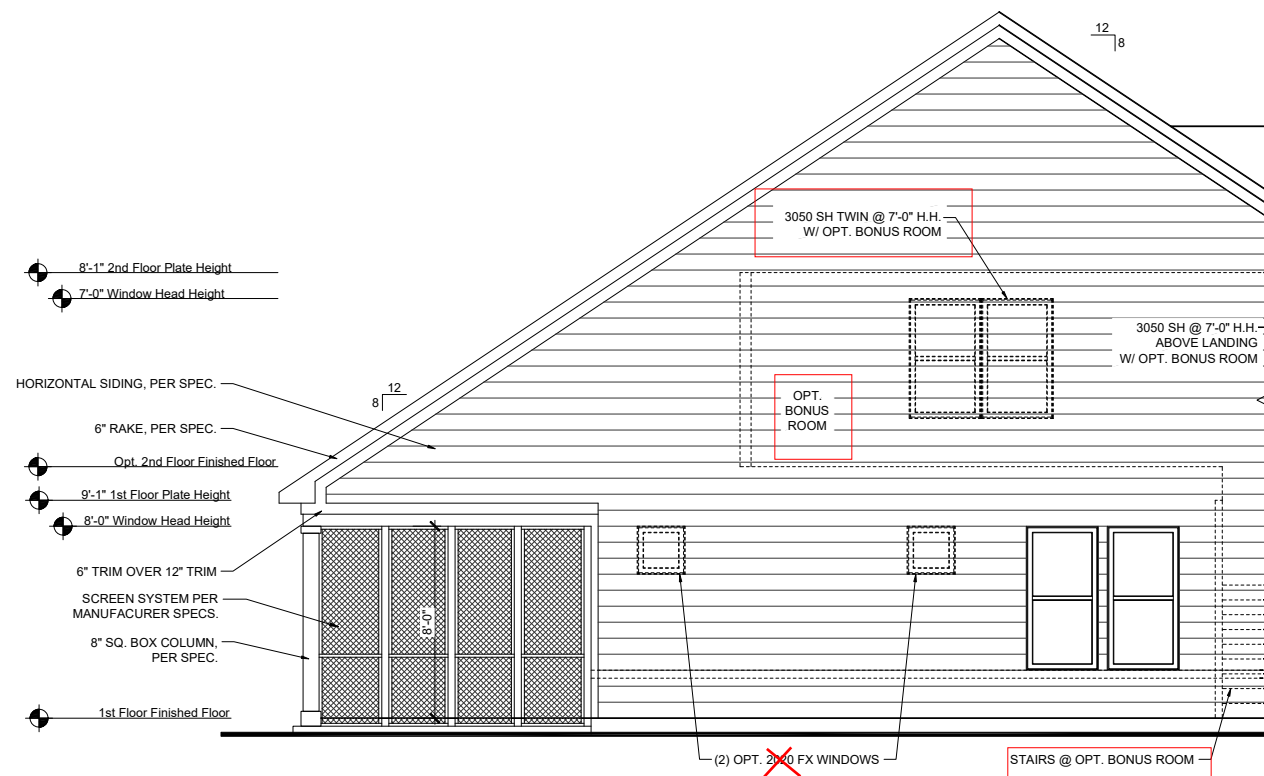 12
8
3050 SH TWIN @ 7'-0" H.H.
W/ OPT. BONUS ROOM
8'-1" 2nd Floor Plate Height
7'-0" Window Head Height
3050 SH @ 7'-0" H.H.
ABOVE LANDING
W/ OPT. BONUS ROOM
HORIZONTAL SIDING, PER SPEC.
12
8
OPT.
BONUS
ROOM
6" RAKE, PER SPEC.
Opt. 2nd Floor Finished Floor
9'-1" 1st Floor Plate Height
8'-0" Window Head Height
6" TRIM OVER 12" TRIM
SCREEN SYSTEM PER
MANUFACURER SPECS.
8'-0"
8" SQ. BOX COLUMN,
PER SPEC.
1st Floor Finished Floor
(2) OPT. 2020 FX WINDOWS
STAIRS @ OPT. BONUS ROOM